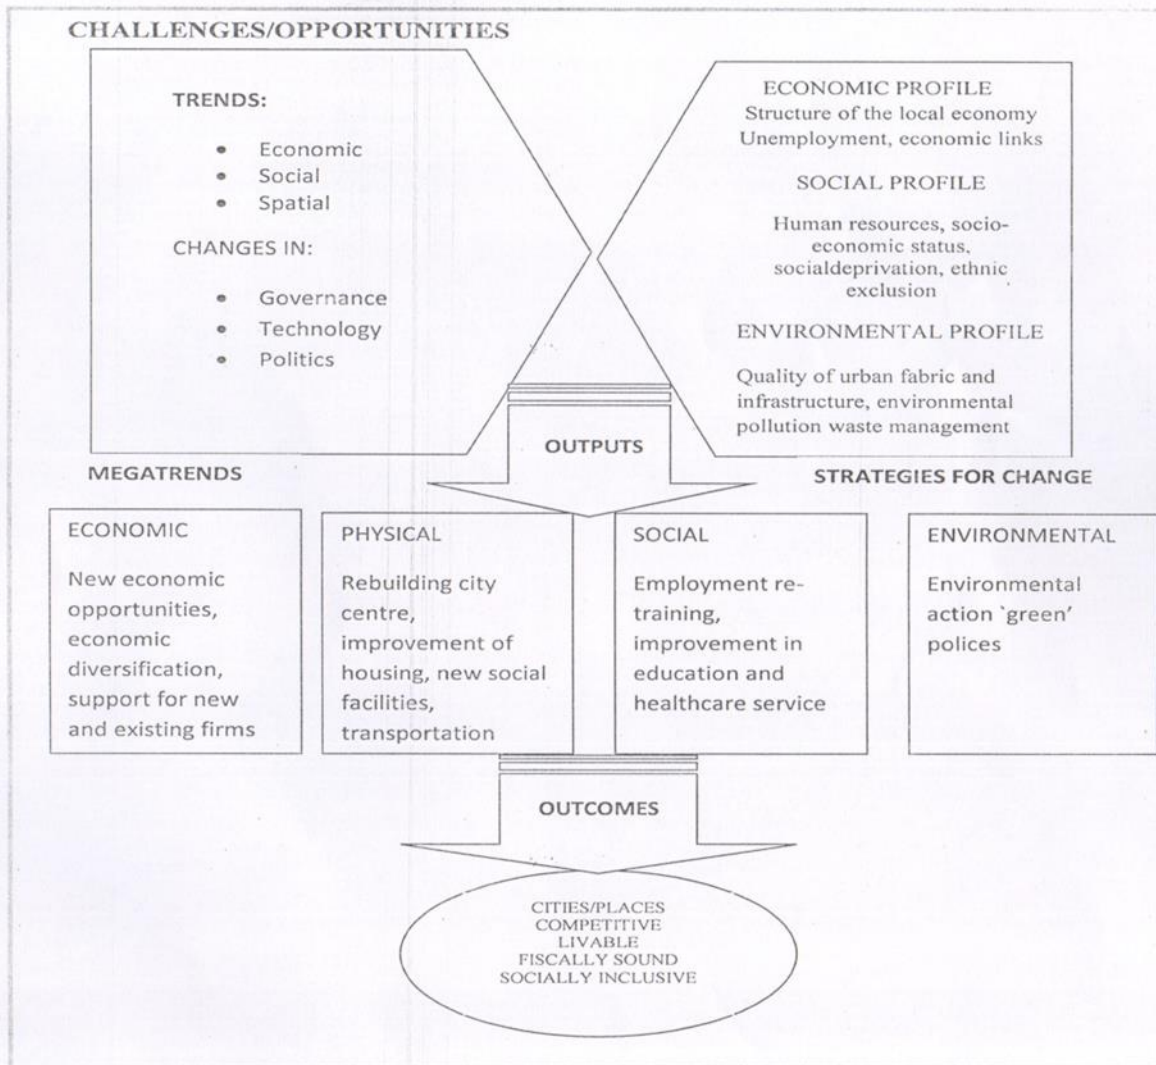 CHALLENGES/OPPORTUNITIES
TRENDS:
• Economic
• Social
• Spatial
CHANGES IN:
• Governance
• Technology
• Politics
ECONOMIC PROFILE
Structure of the local economy
Unemployment, economic links
SOCIAL PROFILE
Human resources, socio-
economic status,
socialdeprivation, ethnic
exclusion
ENVIRONMENTAL PROFILE
Quality of urban fabric and
infrastructure, environmental
pollution waste management
OUTPUTS
MEGATRENDS
STRATEGIES FOR CHANGE
ECONOMIC
New economic
opportunities,
economic
diversification,
support for new
and existing firms
PHYSICAL
Rebuilding city
centre,
improvement of
housing, new social
facilities,
transportation
SOCIAL
Employment re-
training,
improvement in
education and
healthcare service
ENVIRONMENTAL
Environmental
action `green’
polices
OUTCOMES
CITIES/PLACES
COMPETITIVE
LIVABLE
FISCALLY SOUND
SOCIALLY INCLUSIVE